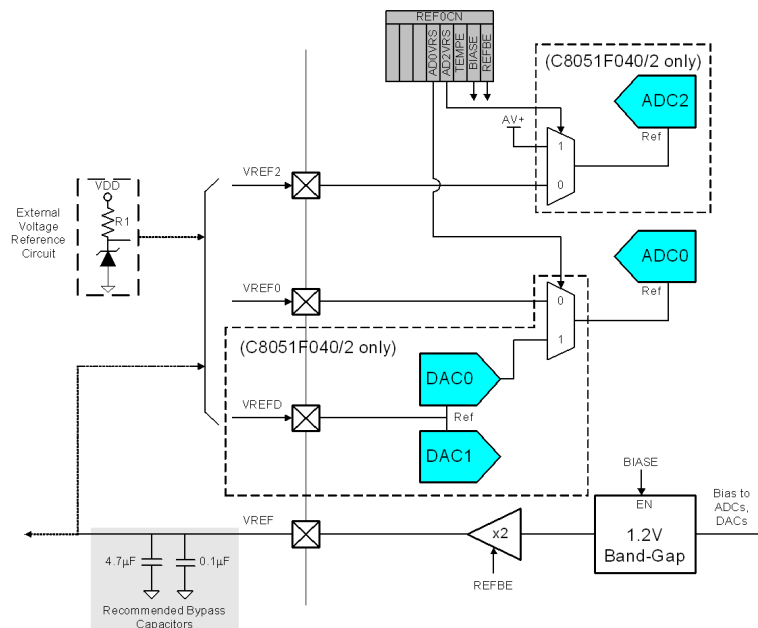 REF0CN
AD0VRS
AD2VRS
TEMPE
BIASE
REFBE
(C8051F040/2 only)
ADC2
Ref
AV+
1
0
VREF2
VDD
R1
External
Voltage
Reference
Circuit
ADC0
Ref
VREF0
0
1
(C8051F040/2 only)
DAC0
VREFD
Ref
DAC1
BIASE
Bias to
ADCs,
DACs
EN
1.2V
Band-Gap
VREF
x2
REFBE
4.7μF
0.1μF
Recommended Bypass
Capacitors